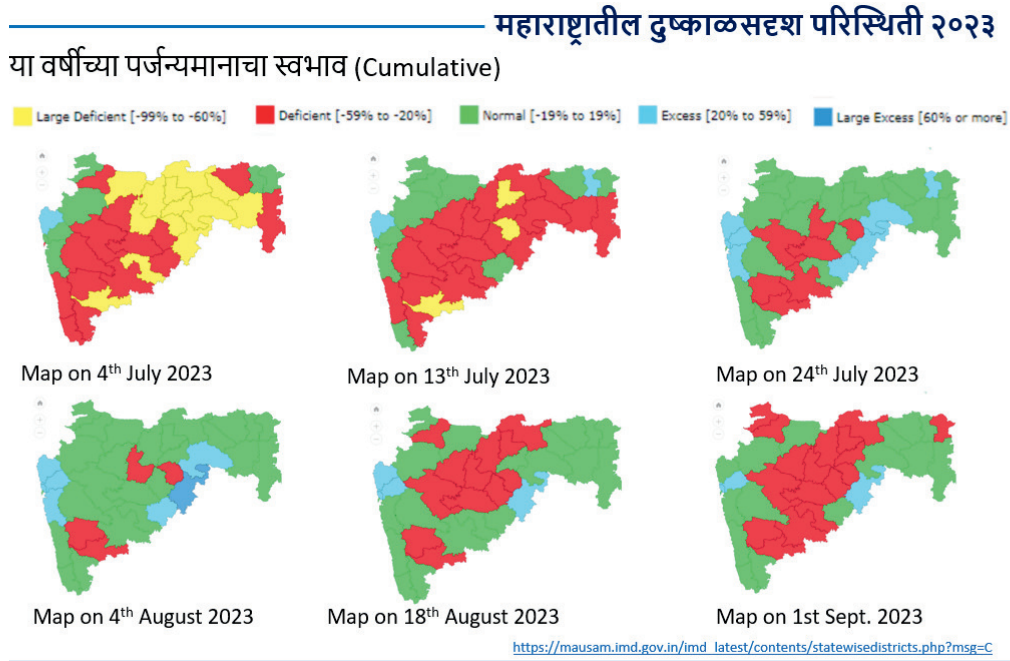 महाराष्ट्रातील दुष्काळसदृश परिस्थिती २०२३
या वर्षीच्या पर्जन्यमानाचा स्वभाव (Cumulative)
Large Deficient [-99% to -60%] Deficient [-59% to -20%] Normal [-19% to 19%] Excess [20% to 59%] Large Excess [60% or more]
Map on 4th July 2023 Map on 13th July 2023 Map on 24th July 2023
Map on 4th August 2023 Map on 18th August 2023 Map on 1st Sept. 2023
https://mausam.imd.gov.in/imd_latest/contents/statewisedistricts.php?msg=C